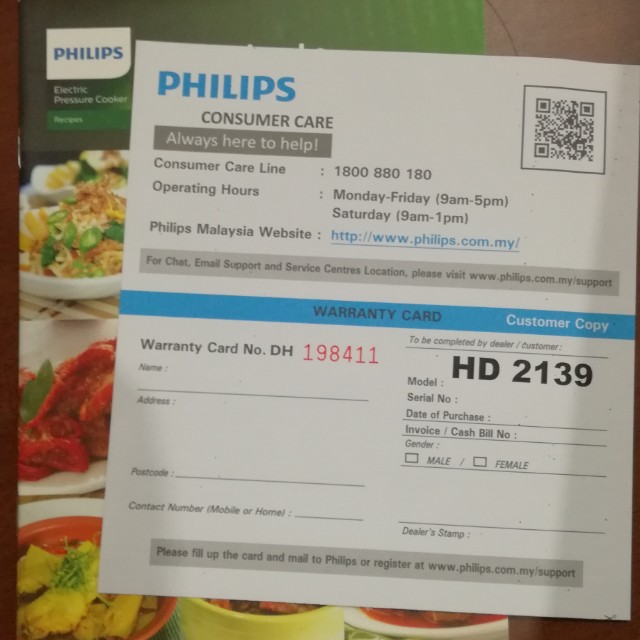 PHILIPS
Electric
Pressure Cooker
Recipes
PHILIPS
CONSUMER CARE
Always here to help!
Consumer Care Line : 1800 880 180
Operating Hours : Monday-Friday (9am-5pm)
Saturday (9am-1pm)
Philips Malaysia Website : http://www.philips.com.my/
For Chat, Email Support and Service Centres Location, please visit www.philips.com.my/support
WARRANTY CARD
Customer Copy
Warranty Card No. DH 198411
Name :
Address :
Postcode :
Contact Number (Mobile or Home) :
To be completed by dealer / customer:
Model : HD 2139
Serial No :
Date of Purchase :
Invoice / Cash Bill No :
Gender :
MALE / FEMALE
Dealer's Stamp :
Please fill up the card and mail to Philips or register at www.philips.com.my/support